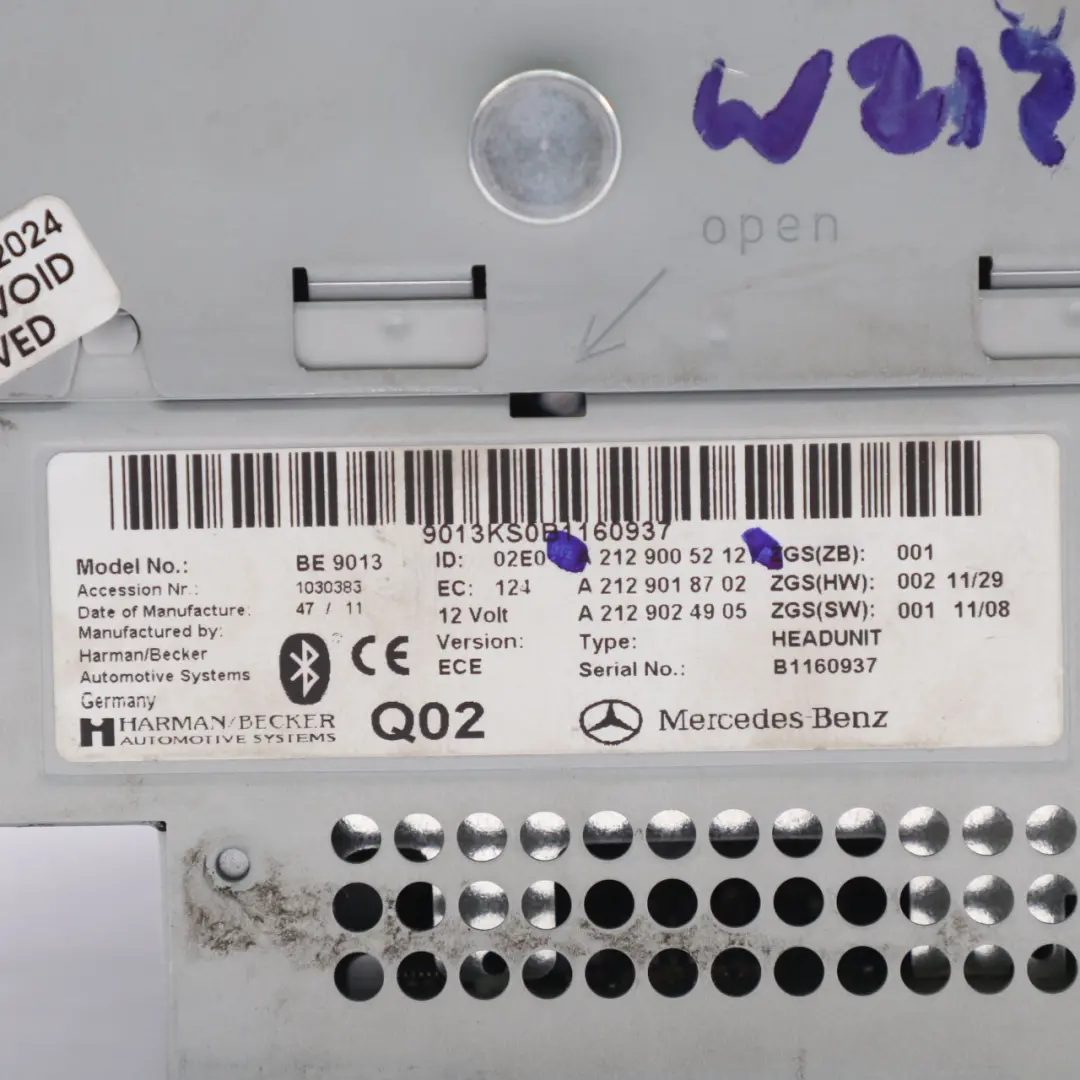 W212
open
2024
VOID
VED
9013KS0B1160937
Model No.: BE 9013 ID: 02E0 A 212 900 52 12 ZGS(ZB): 001
Accession Nr.: 1030383 EC: 124 A 212 901 87 02 ZGS(HW): 002 11/29
Date of Manufacture: 47 / 11 12 Volt A 212 902 49 05 ZGS(SW): 001 11/08
Manufactured by: Version: Type: HEADUNIT
Harman/Becker CE ECE Serial No.: B1160937
Automotive Systems
Germany
HARMAN/BECKER Q02 Mercedes-Benz
AUTOMOTIVE SYSTEMS